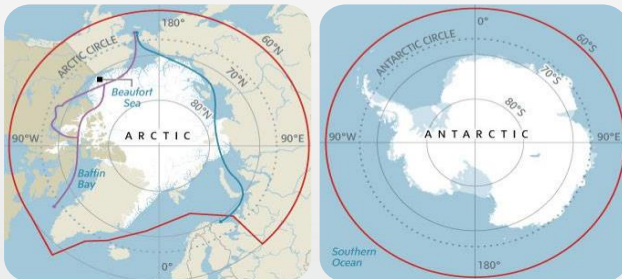 180°
60°N
ARCTIC CIRCLE
70°N
Beaufort
Sea
80°N
90°W
ARCTIC
90°E
Baffin
Bay
0°
0°
60°S
ANTARCTIC CIRCLE
70°S
80°S
90°W
ANTARCTIC
90°E
Southern
Ocean
180°